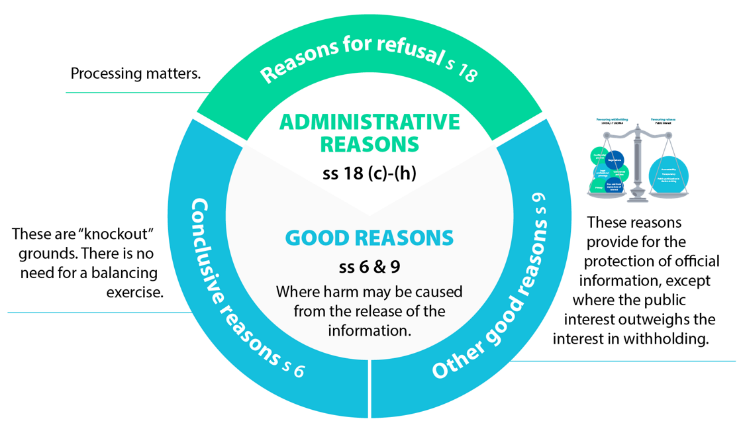 Reasons for refusal s 18
Processing matters.
ADMINISTRATIVE
REASONS
ss 18 (c)-(h)
Conclusive reasons s 6
These are “knockout”
grounds. There is no
need for a balancing
exercise.
GOOD REASONS
ss 6 & 9
Where harm may be caused
from the release of the
information.
Other good reasons s 9
These reasons
provide for the
protection of official
information, except
where the public
interest outweighs the
interest in withholding.